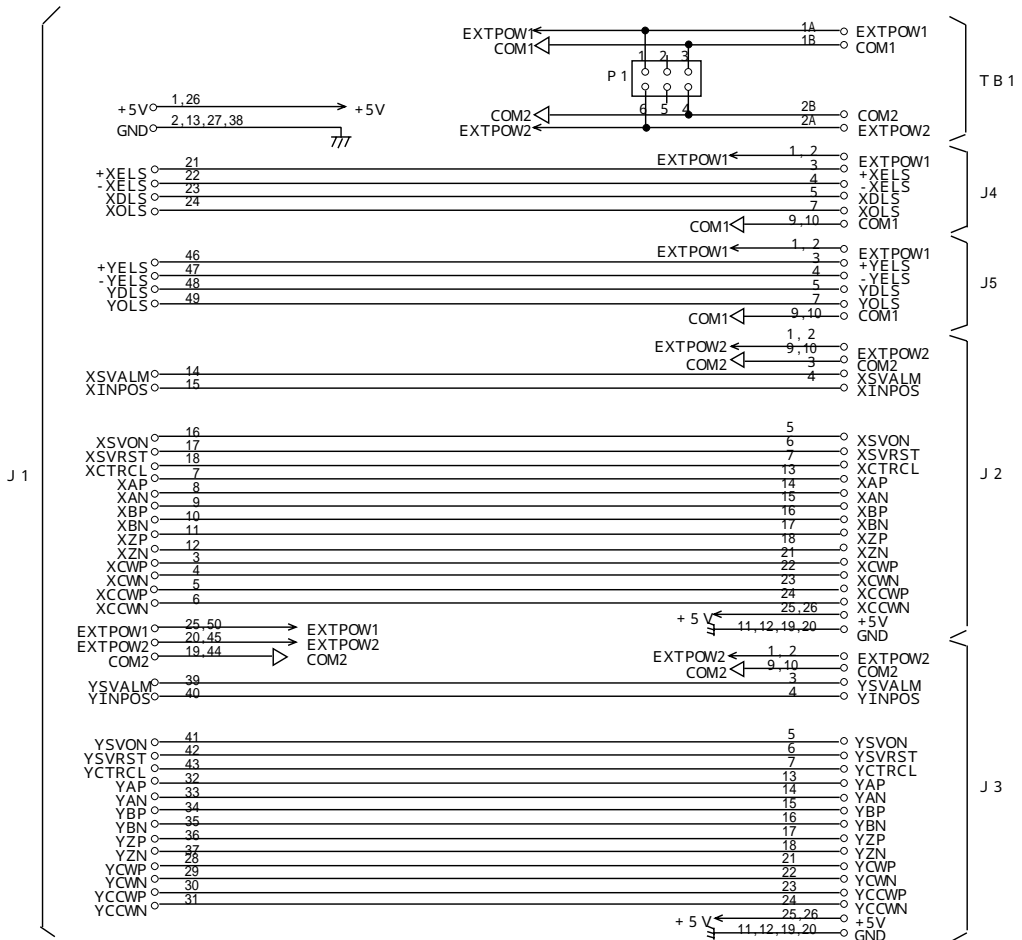 EXTPOW1 1A EXTPOW1
COM1 1B COM1
1 2 3
P1
TB1
+5V 1,26 +5V
6 5 4
COM2 2B COM2
GND 2,13,27,38
EXTPOW2 2A EXTPOW2
EXTPOW1 1, 2 EXTPOW1
+XELS 21 3 +XELS
-XELS 22 4 -XELS
XDLS 23 5 XDLS
XOLS 24 7 XOLS
COM1 9,10 COM1
J4
EXTPOW1 1, 2 EXTPOW1
+YELS 46 3 +YELS
-YELS 47 4 -YELS
YDLS 48 5 YDLS
YOLS 49 7 YOLS
COM1 9,10 COM1
J5
EXTPOW2 1, 2 EXTPOW2
COM2 9,10 COM2
XSVALM 14 3 XSVALM
XINPOS 15 4 XINPOS
XSVON 16 5 XSVON
XSVRST 17 6 XSVRST
XCTRCL 18 7 XCTRCL
J1
J2
XAP 7 13 XAP
XAN 8 14 XAN
XBP 9 15 XBP
XBN 10 16 XBN
XZP 11 17 XZP
XZN 12 18 XZN
XCWP 3 21 XCWP
XCWN 4 22 XCWN
XCCWP 5 23 XCCWP
XCCWN 6 24 XCCWN
+5V 25,26 +5V
EXTPOW1 25,50 EXTPOW1
11,12,19,20 GND
EXTPOW2 20,45 EXTPOW2
COM2 19,44 COM2
EXTPOW2 1, 2 EXTPOW2
COM2 9,10 COM2
YSVALM 39 3 YSVALM
YINPOS 40 4 YINPOS
YSVON 41 5 YSVON
YSVRST 42 6 YSVRST
YCTRCL 43 7 YCTRCL
J3
YAP 32 13 YAP
YAN 33 14 YAN
YBP 34 15 YBP
YBN 35 16 YBN
YZP 36 17 YZP
YZN 37 18 YZN
YCWP 28 21 YCWP
YCWN 29 22 YCWN
YCCWP 30 23 YCCWP
YCCWN 31 24 YCCWN
+5V 25,26 +5V
11,12,19,20 GND